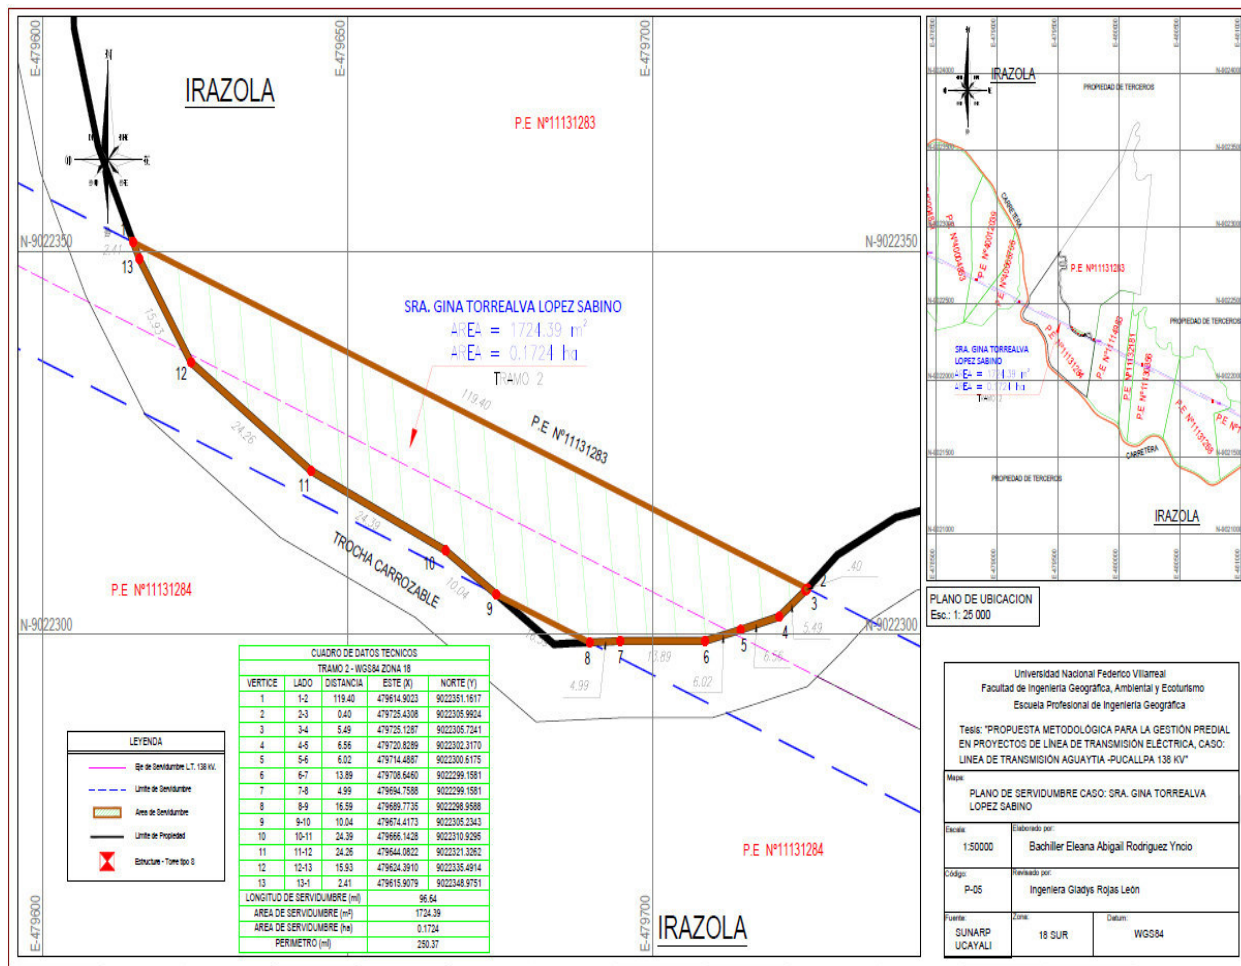 E-479600
E-479650
E-479700
IRAZOLA
P.E Nº11131283
N-9022350
N-9022350
1
2.41
13
15.93
12
24.26
11
24.39
10
10.04
9
8
4.99
7
13.89
6
6.02
5
6.56
4
5.49
3
2
.40
119.40
SRA. GINA TORREALVA LOPEZ SABINO
AREA = 1724.39 m²
AREA = 0.1724 ha
TRAMO 2
P.E Nº11131283
TROCHA CARROZABLE
P.E Nº11131284
N-9022300
N-9022300
P.E Nº11131284
IRAZOLA
E-479600
E-479700
LEYENDA
Eje de Servidumbre L.T. 138 KV.
Limite de Servidumbre
Area de Servidumbre
Limite de Propiedad
Estructura - Torre tipo S
CUADRO DE DATOS TECNICOS
TRAMO 2 - WGS84 ZONA 18
VERTICE LADO DISTANCIA ESTE (X) NORTE (Y)
1 1-2 119.40 479614.9023 9022351.1617
2 2-3 0.40 479725.4308 9022305.9924
3 3-4 5.49 479725.1287 9022305.7241
4 4-5 6.56 479720.8289 9022302.3170
5 5-6 6.02 479714.4887 9022300.6175
6 6-7 13.89 479708.6460 9022299.1581
7 7-8 4.99 479694.7588 9022299.1581
8 8-9 16.59 479689.7735 9022298.9588
9 9-10 10.04 479674.4173 9022305.2343
10 10-11 24.39 479666.1428 9022310.9295
11 11-12 24.26 479644.0822 9022321.3262
12 12-13 15.93 479624.3910 9022335.4914
13 13-1 2.41 479615.9079 9022348.9751
LONGITUD DE SERVIDUMBRE (ml) 96.64
AREA DE SERVIDUMBRE (m²) 1724.39
AREA DE SERVIDUMBRE (ha) 0.1724
PERIMETRO (ml) 250.37
IRAZOLA
PROPIEDAD DE TERCEROS
CARRETERA
P.E Nº11131283
PROPIEDAD DE TERCEROS
SRA. GINA TORREALVA
LOPEZ SABINO
AREA = 1724.39 m²
AREA = 0.1724 ha
P.E Nº11131284
CARRETERA
PROPIEDAD DE TERCEROS
IRAZOLA
PLANO DE UBICACION
Esc.: 1: 25 000
Universidad Nacional Federico Villarreal
Facultad de Ingeniería Geográfica, Ambiental y Ecoturismo
Escuela Profesional de Ingeniería Geográfica
Tesis: "PROPUESTA METODOLÓGICA PARA LA GESTIÓN PREDIAL
EN PROYECTOS DE LÍNEA DE TRANSMISIÓN ELÉCTRICA, CASO:
LINEA DE TRANSMISIÓN AGUAYTIA -PUCALLPA 138 KV"
Mapa:
PLANO DE SERVIDUMBRE CASO: SRA. GINA TORREALVA
LOPEZ SABINO
Escala:
1:50000
Elaborado por:
Bachiller Eleana Abigail Rodriguez Yncio
Código:
P-05
Revisado por:
Ingeniera Gladys Rojas León
Fuente:
SUNARP
UCAYALI
Zona:
18 SUR
Datum:
WGS84